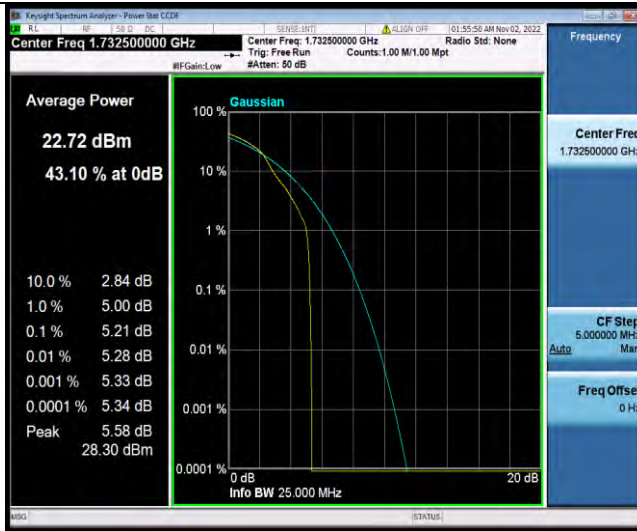 Keysight Spectrum Analyzer - Power Stat CCDF
RL RF 50 Ω DC SENSE:INT ALIGN OFF 01:55:50 AM Nov 02, 2022
Center Freq 1.732500000 GHz
Center Freq: 1.732500000 GHz Radio Std: None
Trig: Free Run Counts:1.00 M/1.00 Mpt
#IFGain:Low #Atten: 50 dB
Frequency
Average Power
22.72 dBm
43.10 % at 0dB
10.0 % 2.84 dB
1.0 % 5.00 dB
0.1 % 5.21 dB
0.01 % 5.28 dB
0.001 % 5.33 dB
0.0001 % 5.34 dB
Peak 5.58 dB
28.30 dBm
Gaussian
100 %
10 %
1 %
0.1 %
0.01 %
0.001 %
0.0001 %
0 dB 20 dB
Info BW 25.000 MHz
Center Freq
1.732500000 GHz
CF Step
5.000000 MHz
Auto Man
Freq Offse
0 Hz
MSG STATUS